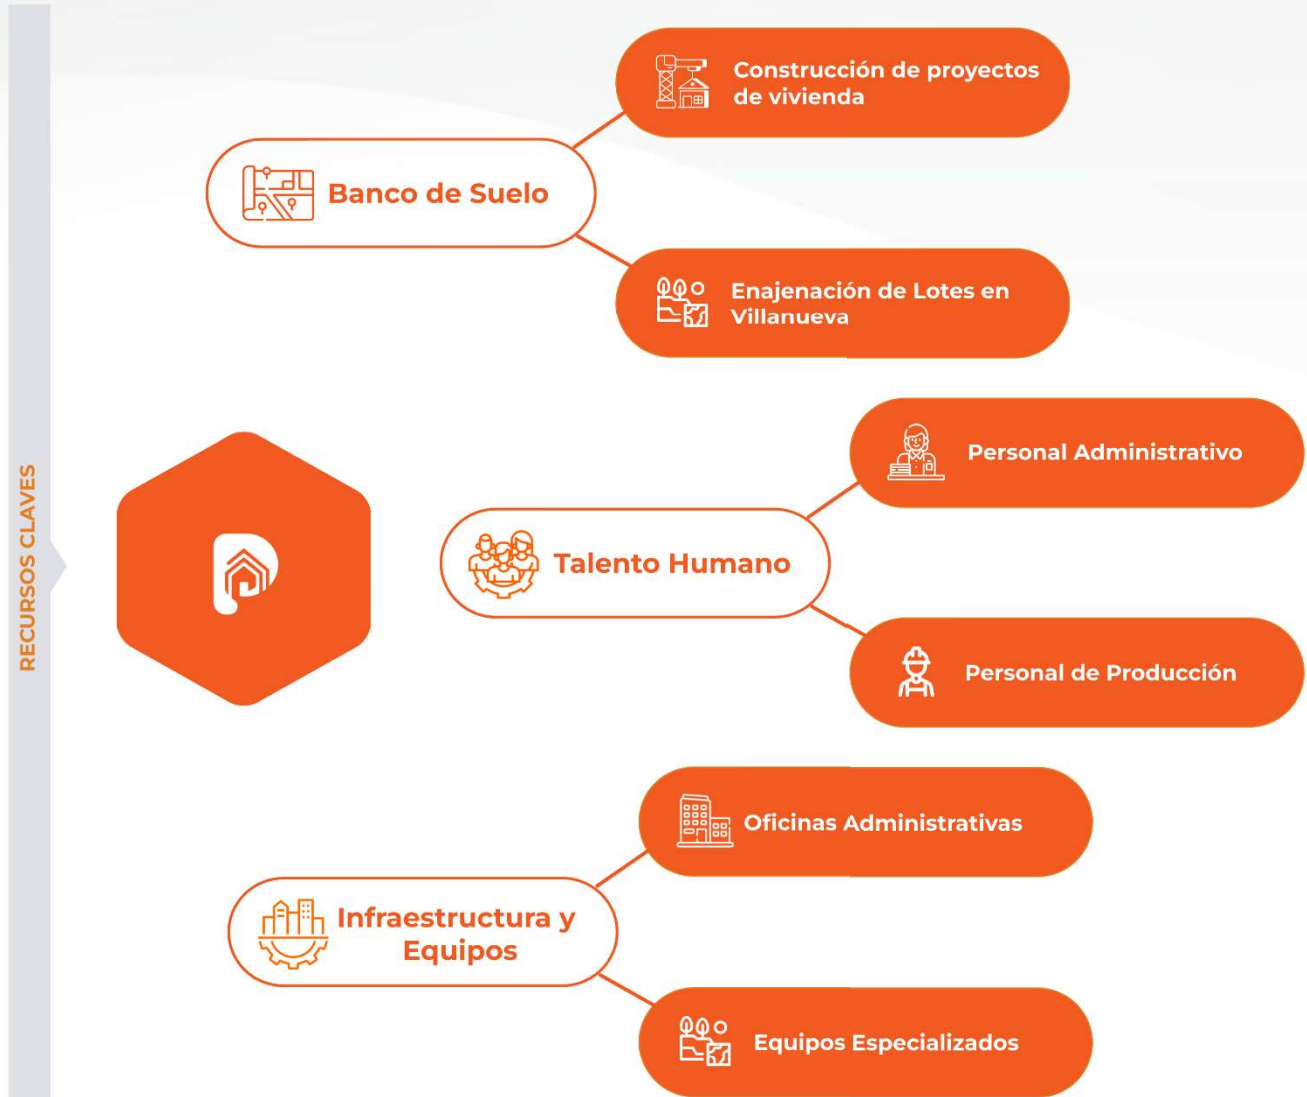 RECURSOS CLAVES
Construcción de proyectos
de vivienda
Banco de Suelo
Enajenación de Lotes en
Villanueva
Personal Administrativo
Talento Humano
Personal de Producción
Oficinas Administrativas
Infraestructura y
Equipos
Equipos Especializados